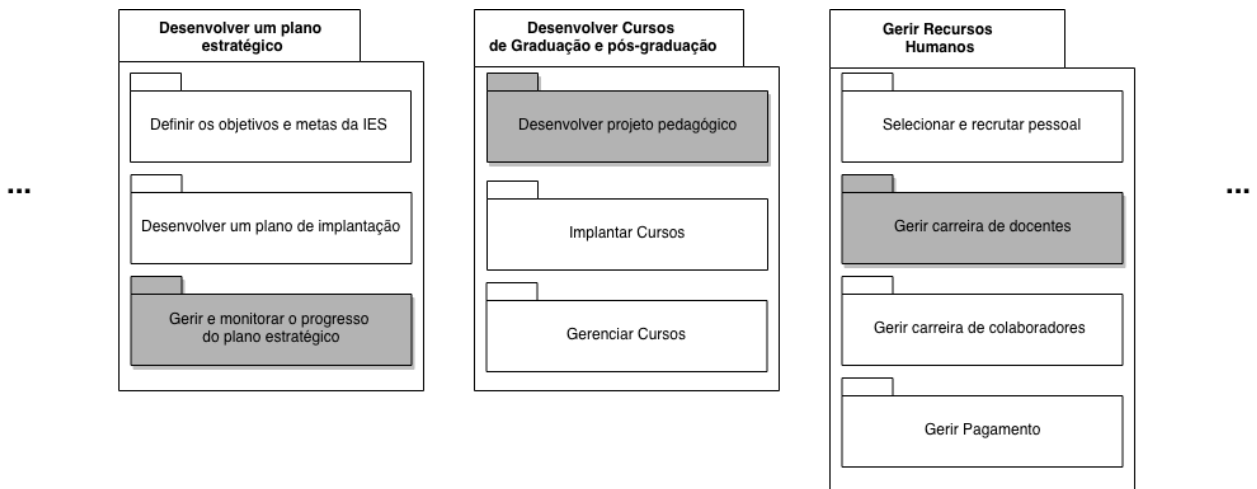 Desenvolver um plano
estratégico
Definir os objetivos e metas da IES
Desenvolver um plano de implantação
Gerir e monitorar o progresso
do plano estratégico
Desenvolver Cursos
de Graduação e pós-graduação
Desenvolver projeto pedagógico
Implantar Cursos
Gerenciar Cursos
Gerir Recursos
Humanos
Selecionar e recrutar pessoal
Gerir carreira de docentes
Gerir carreira de colaboradores
Gerir Pagamento
...
...